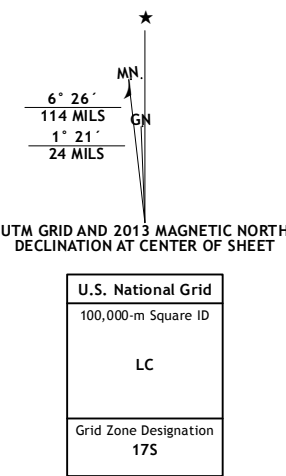 ★
MN.
6° 26´
114 MILS
GN
1° 21´
24 MILS
UTM GRID AND 2013 MAGNETIC NORTH
DECLINATION AT CENTER OF SHEET
U.S. National Grid
100,000-m Square ID
LC
Grid Zone Designation
17S